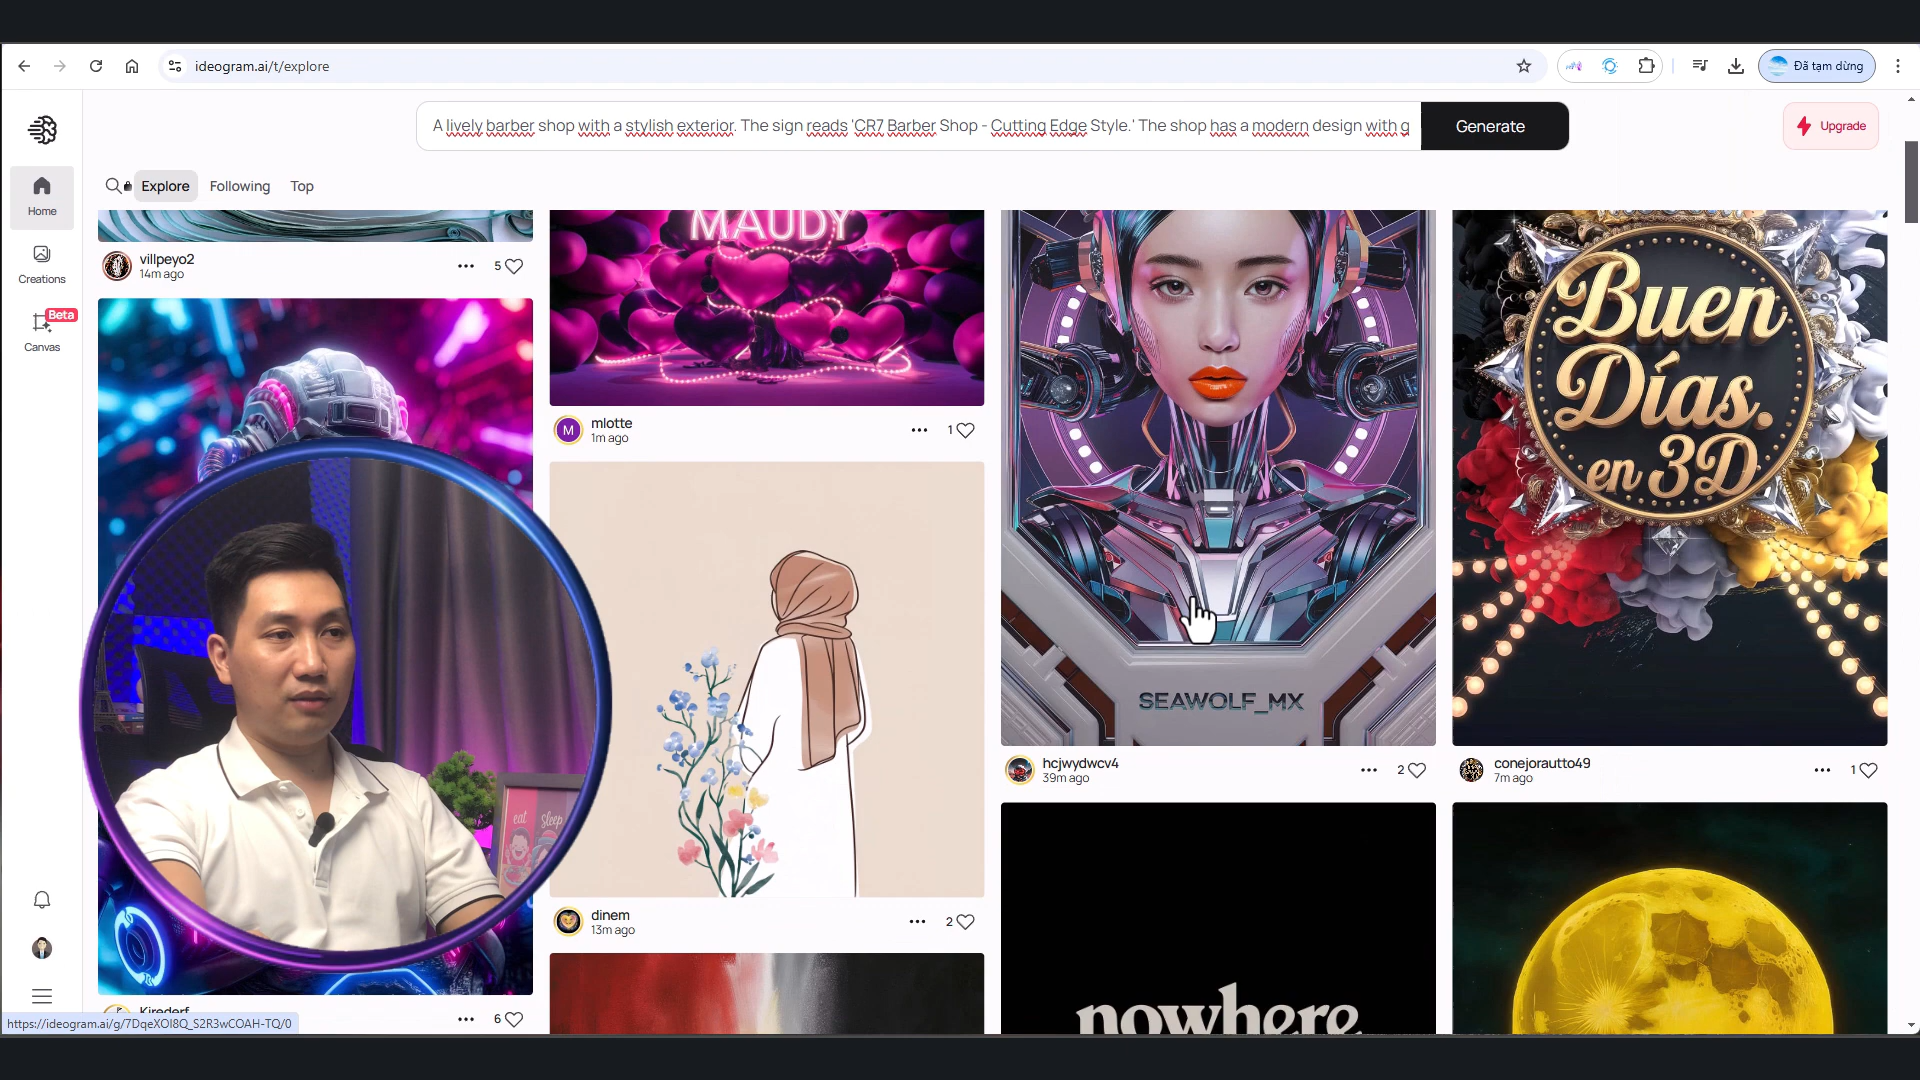 ideogram.ai/t/explore
Đã tạm dừng
A lively barber shop with a stylish exterior. The sign reads 'CR7 Barber Shop - Cutting Edge Style.' The shop has a modern design with g
Generate
Upgrade
Home
Creations
Beta
Canvas
Explore
Following
Top
villpeyo2
14m ago
5
MAUDY
M
mlotte
1m ago
1
SEAWOLF_MX
hcjwydwcv4
39m ago
2
Buen
Días.
en 3D
conejorautto49
7m ago
1
eat
Sleep
dinem
13m ago
2
nowhere
Kirederf
6
https://ideogram.ai/g/7DqeXOI8Q_S2R3wCOAH-TQ/0